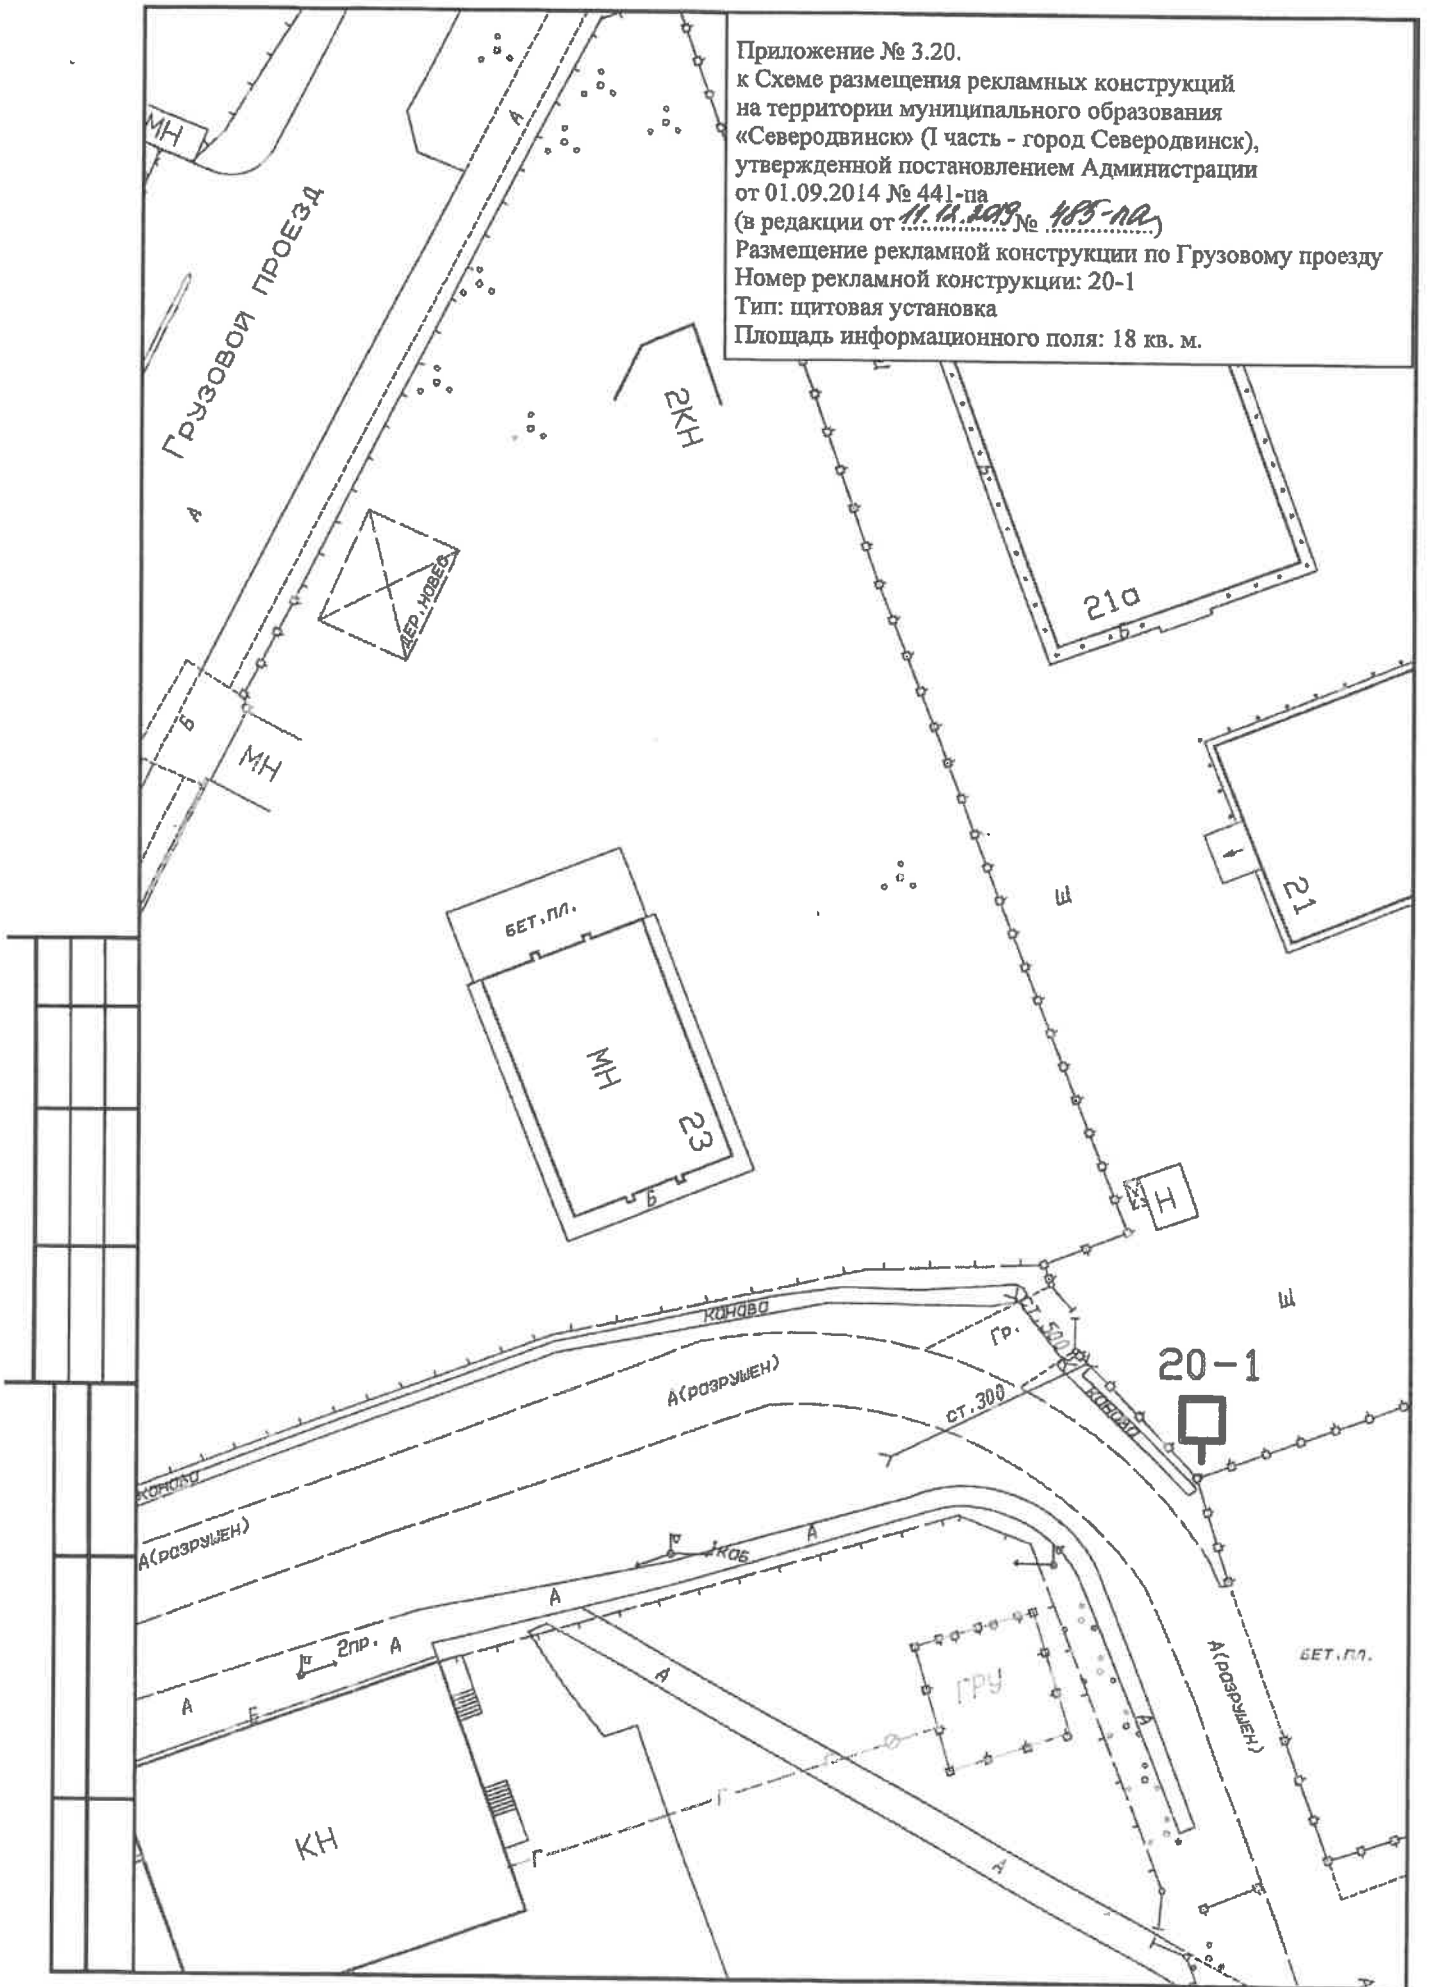 Приложение № 3.20.
к Схеме размещения рекламных конструкций
на территории муниципального образования
«Северодвинск» (I часть - город Северодвинск),
утвержденной постановлением Администрации
от 01.09.2014 № 441-па
(в редакции от 11.12.2019 № 485-па)
Размещение рекламной конструкции по Грузовому проезду
Номер рекламной конструкции: 20-1
Тип: щитовая установка
Площадь информационного поля: 18 кв. м.
МН
А
ГРУЗОВОЙ ПРОЕЗД
2КН
А
Б
21а
Б
ДЕР.НАВЕС
Б
МН
21
Щ
БЕТ.ПЛ.
МН
23
Б
Н
Щ
канава
СТ.500
Гр.
20-1
А(разрушен)
ст.300
канава
канава
А(разрушен)
А
каб.
А
2пр.
А
А
Б
А
ГРУ
А
А(разрушен)
БЕТ.ПЛ.
Г
Г
Г
КН
А
А